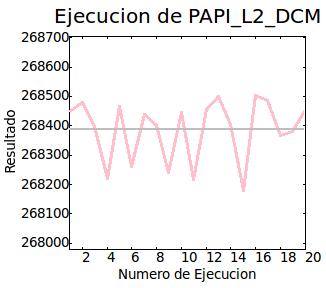 Ejecucion de PAPI_L2_DCM
268700
268600
268500
268400
268300
268200
268100
268000
Resultado
2 4 6 8 10 12 14 16 18 20
Numero de Ejecucion